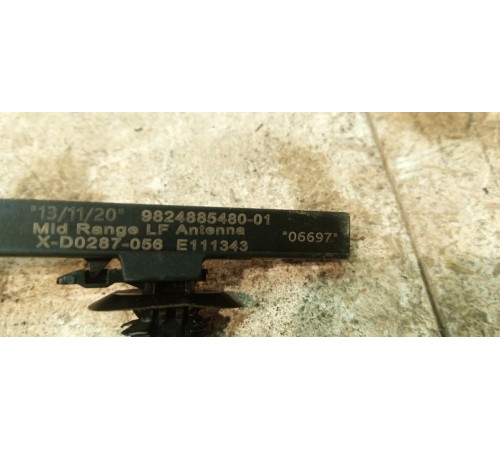 "13/11/20" 9824885480-01
Mid Range LF Antenna
X-D0287-056 E111343
"06697"